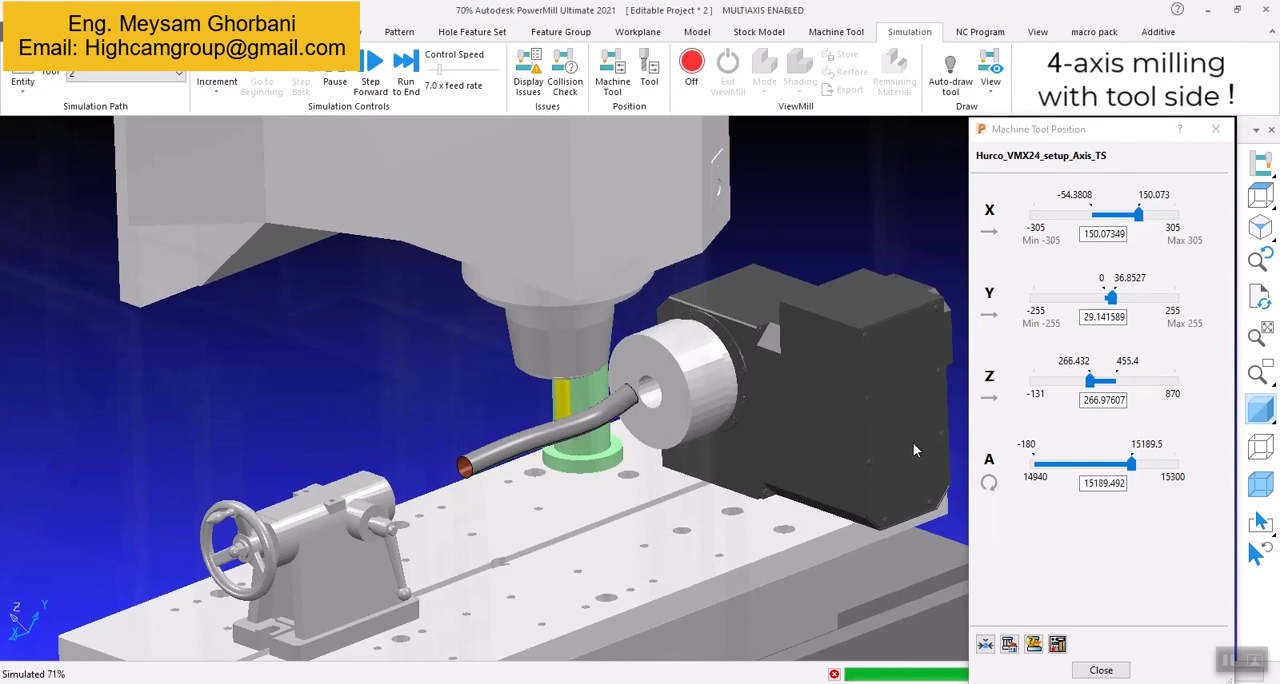 Eng. Meysam Ghorbani
Email: Highcamgroup@gmail.com
70% Autodesk PowerMill Ultimate 2021 [ Editable Project * 2 ] MULTIAXIS ENABLED
Pattern Hole Feature Set Feature Group Workplane Model Stock Model Machine Tool Simulation NC Program Toolpath View macro pack Additive
4-axis milling
with tool side !
Entity
2
Increment
Go to Beginning
Step Back
Pause
Step Forward
Run to End
Control Speed
7.0 x feed rate
Simulation Path
Simulation Controls
Display Issues
Collision Check
Issues
Machine Tool
Tool
Position
Off
Exit ViewMill
Mode
Shading
Store
Restore
Export
Remaining Material
ViewMill
Auto-draw tool
View
Draw
Machine Tool Position
Hurco_VMX24_setup_Axis_TS
-54.3808 150.073
X
-305 150.07349 305
Min -305 Max 305
0 36.8527
Y
-255 29.141589 255
Min -255 Max 255
266.432 455.4
Z
-131 266.97607 870
-180 15189.5
A
14940 15189.492 15300
Close
Z
Y
X
Simulated 71%